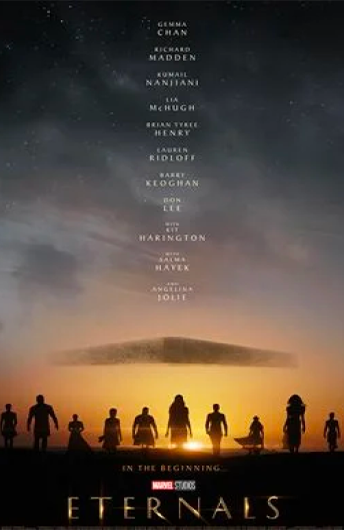 GEMMA
CHAN
RICHARD
MADDEN
KUMAIL
NANJIANI
LIA
McHUGH
BRIAN TYREE
HENRY
LAUREN
RIDLOFF
BARRY
KEOGHAN
DON
LEE
WITH
KIT
HARINGTON
WITH
SALMA
HAYEK
AND
ANGELINA
JOLIE
IN THE BEGINNING...
MARVEL STUDIOS
ETERNALS